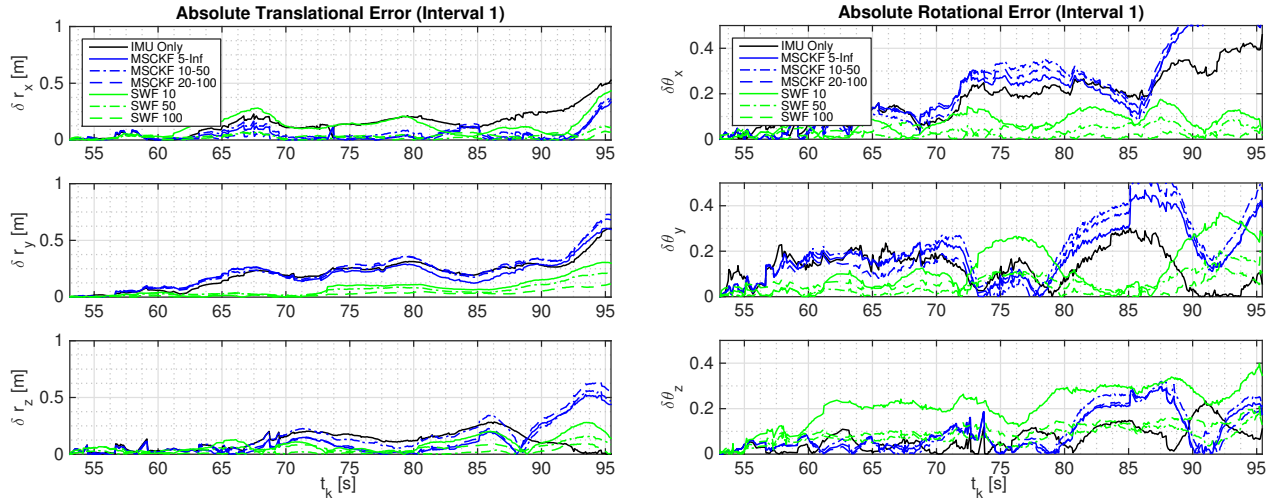 Absolute Translational Error (Interval 1)
1
0.5
0
δ r_x [m]
IMU Only
MSCKF 5-Inf
MSCKF 10-50
MSCKF 20-100
SWF 10
SWF 50
SWF 100
55 60 65 70 75 80 85 90 95
1
0.5
0
δ r_y [m]
55 60 65 70 75 80 85 90 95
1
0.5
0
δ r_z [m]
55 60 65 70 75 80 85 90 95
t_k [s]
Absolute Rotational Error (Interval 1)
0.4
0.2
0
δθ_x
IMU Only
MSCKF 5-Inf
MSCKF 10-50
MSCKF 20-100
SWF 10
SWF 50
SWF 100
55 60 65 70 75 80 85 90 95
0.4
0.2
0
δθ_y
55 60 65 70 75 80 85 90 95
0.4
0.2
0
δθ_z
55 60 65 70 75 80 85 90 95
t_k [s]